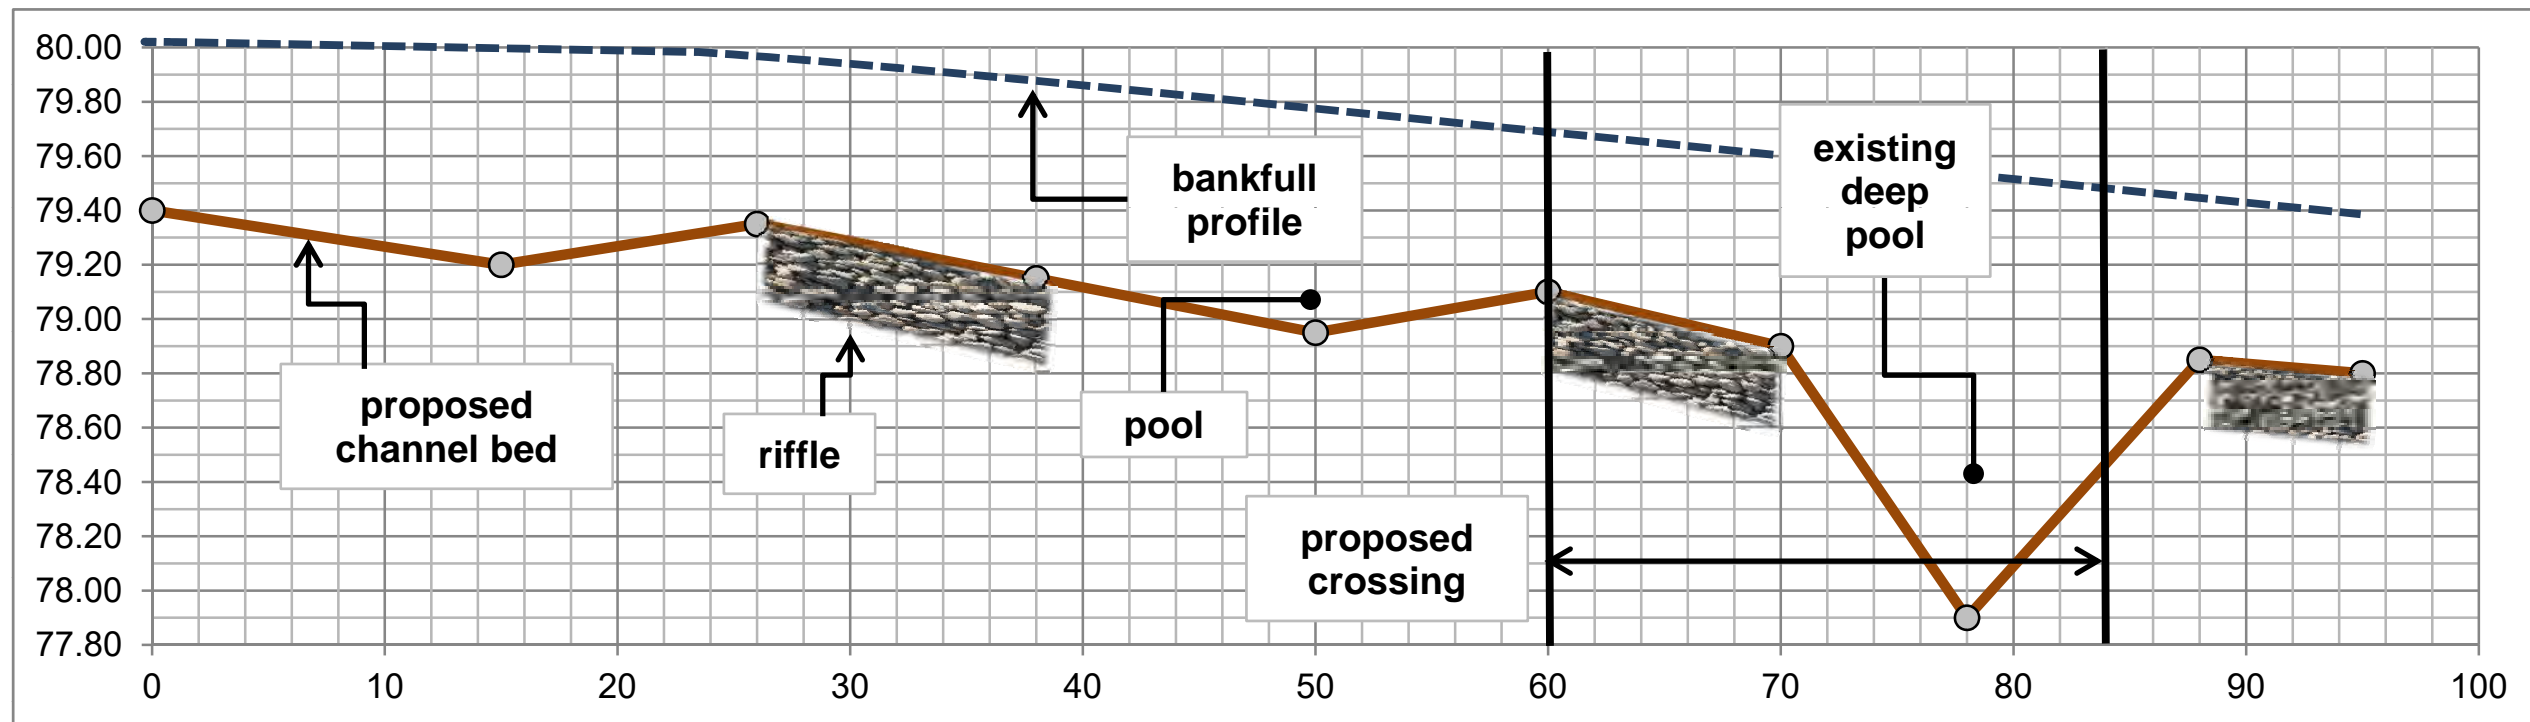 80.00
79.80
79.60
79.40
79.20
79.00
78.80
78.60
78.40
78.20
78.00
77.80
bankfull
profile
existing
deep
pool
proposed
channel bed
riffle
pool
proposed
crossing
0 10 20 30 40 50 60 70 80 90 100